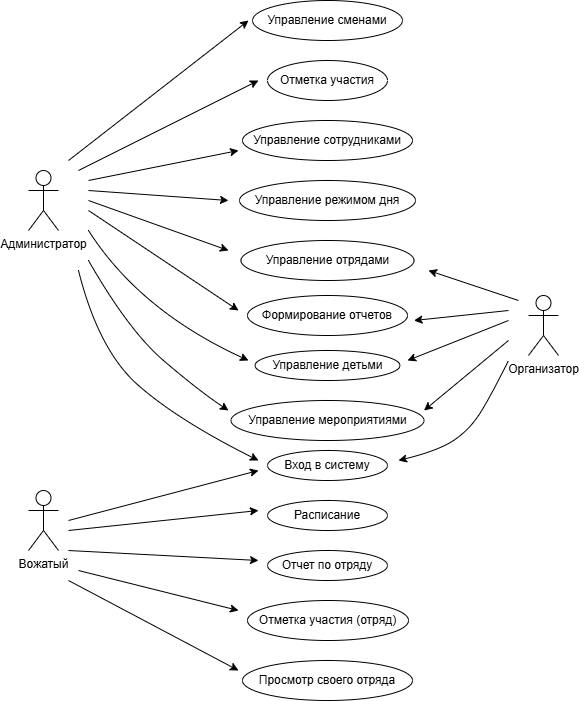 Управление сменами
Отметка участия
Управление сотрудниками
Управление режимом дня
Администратор
Управление отрядами
Формирование отчетов
Управление детьми
Организатор
Управление мероприятиями
Вход в систему
Расписание
Вожатый
Отчет по отряду
Отметка участия (отряд)
Просмотр своего отряда